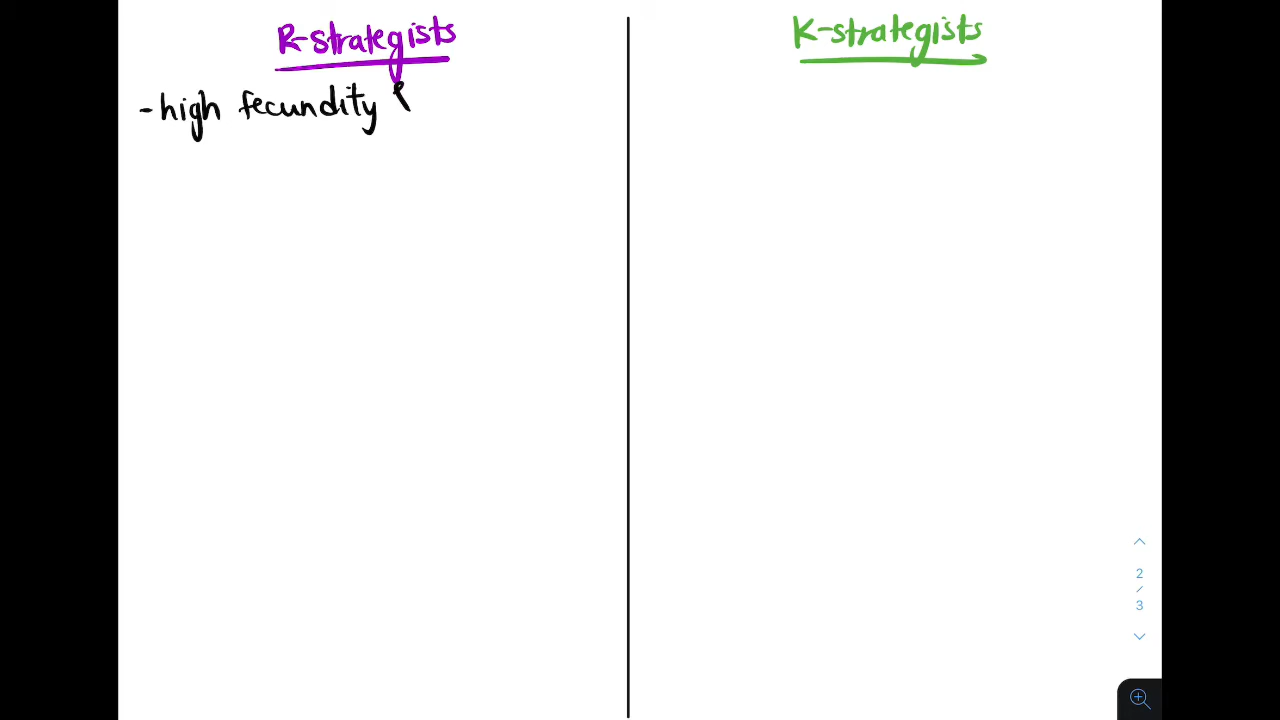 R-strategists
K-strategists
-high fecundity
2
/
3